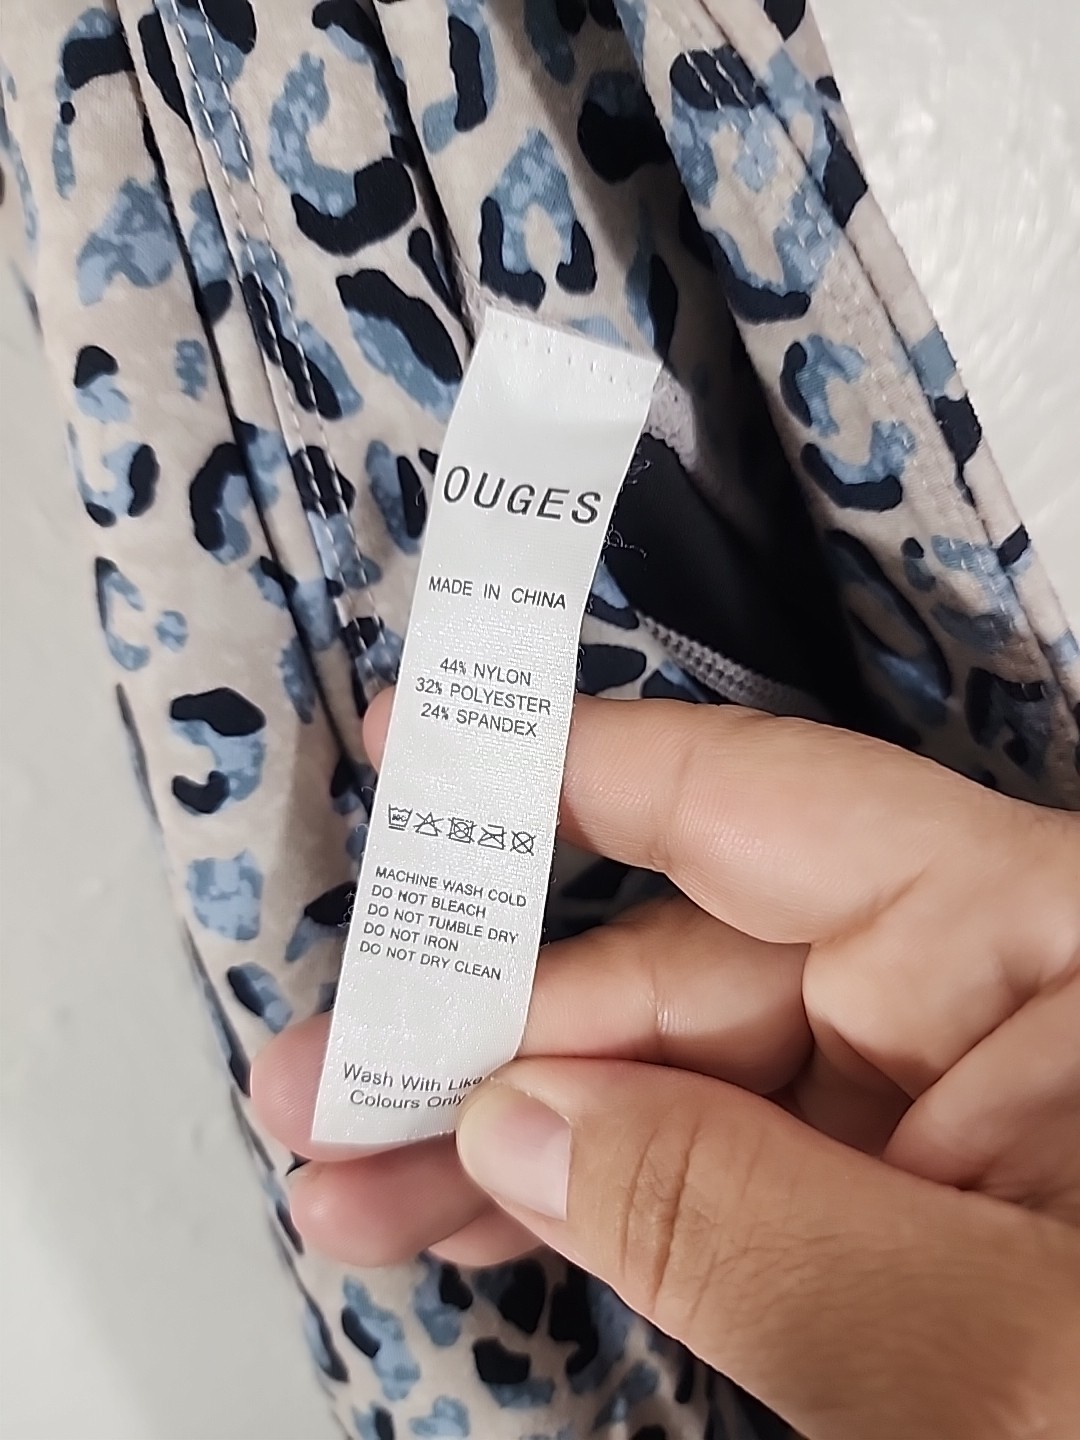 OUGES
MADE IN CHINA
44% NYLON
32% POLYESTER
24% SPANDEX
MACHINE WASH COLD
DO NOT BLEACH
DO NOT TUMBLE DRY
DO NOT IRON
DO NOT DRY CLEAN
Wash With Like
Colours Only